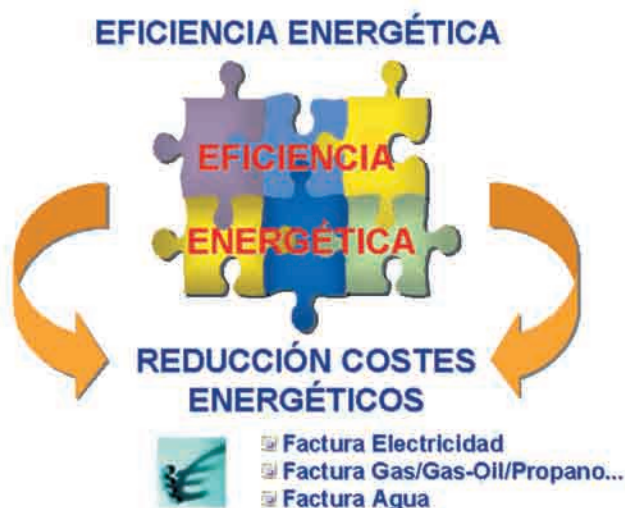 EFICIENCIA ENERGÉTICA
EFICIENCIA
ENERGÉTICA
REDUCCIÓN COSTES
ENERGÉTICOS
Factura Electricidad
Factura Gas/Gas-Oil/Propano...
Factura Agua